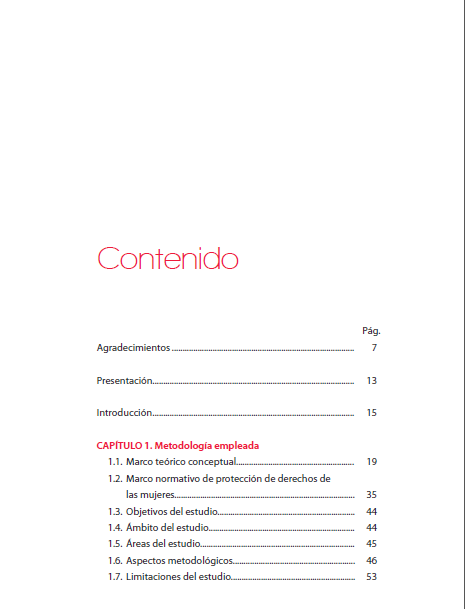 Contenido
Pág.
Agradecimientos........................................................................ 7
Presentación............................................................................... 13
Introducción............................................................................... 15
CAPÍTULO 1. Metodología empleada
1.1. Marco teórico conceptual............................................. 19
1.2. Marco normativo de protección de derechos de
las mujeres..................................................................... 35
1.3. Objetivos del estudio.................................................... 44
1.4. Ámbito del estudio........................................................ 44
1.5. Áreas del estudio........................................................... 45
1.6. Aspectos metodológicos............................................... 46
1.7. Limitaciones del estudio............................................... 53